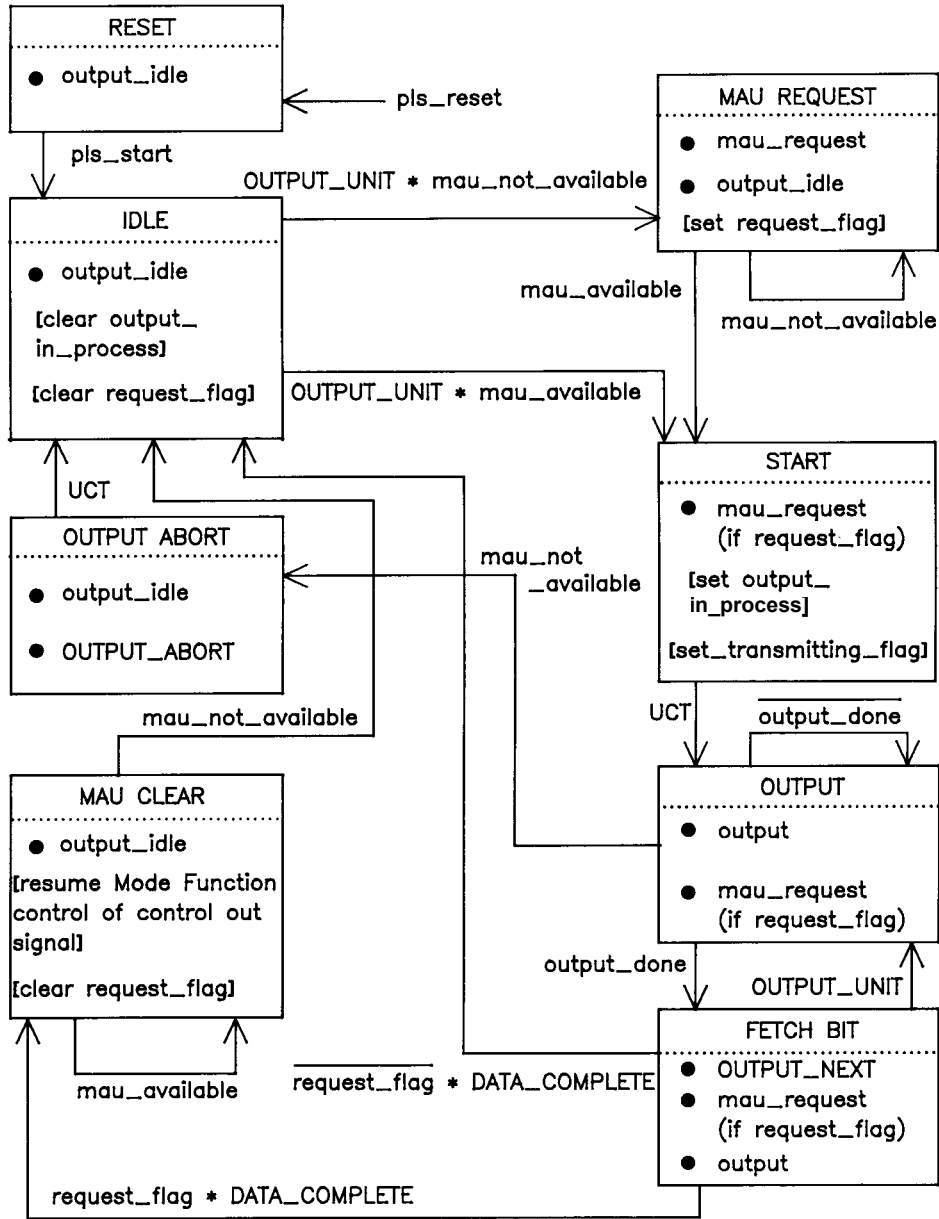 RESET
● output_idle
pls_reset
pls_start
MAU REQUEST
● mau_request
● output_idle
[set request_flag]
OUTPUT_UNIT * mau_not_available
IDLE
● output_idle
[clear output_
in_process]
[clear request_flag]
mau_available
mau_not_available
OUTPUT_UNIT * mau_available
START
● mau_request
(if request_flag)
[set output_
in_process]
[set_transmitting_flag]
UCT
OUTPUT ABORT
● output_idle
● OUTPUT_ABORT
mau_not
_available
mau_not_available
UCT
output_done
OUTPUT
● output
● mau_request
(if request_flag)
MAU CLEAR
● output_idle
[resume Mode Function
control of control out
signal]
[clear request_flag]
output_done
OUTPUT_UNIT
FETCH BIT
● OUTPUT_NEXT
● mau_request
(if request_flag)
● output
mau_available
request_flag * DATA_COMPLETE
request_flag * DATA_COMPLETE